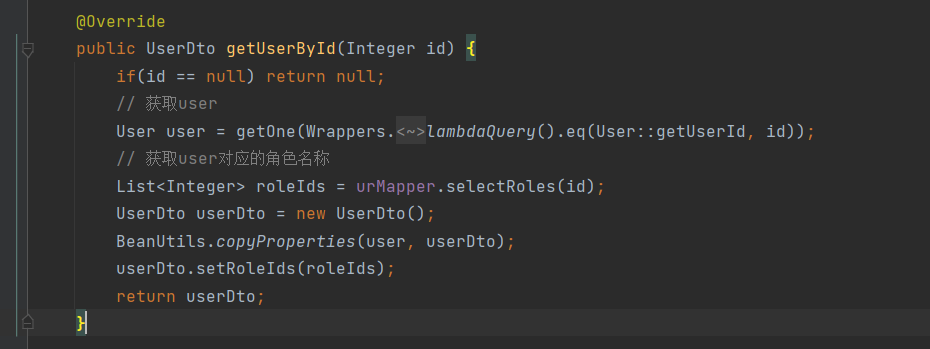 @Override
public UserDto getUserById(Integer id) {
if(id == null) return null;
// 获取user
User user = getOne(Wrappers.<~>lambdaQuery().eq(User::getUserId, id));
// 获取user对应的角色名称
List<Integer> roleIds = urMapper.selectRoles(id);
UserDto userDto = new UserDto();
BeanUtils.copyProperties(user, userDto);
userDto.setRoleIds(roleIds);
return userDto;
}